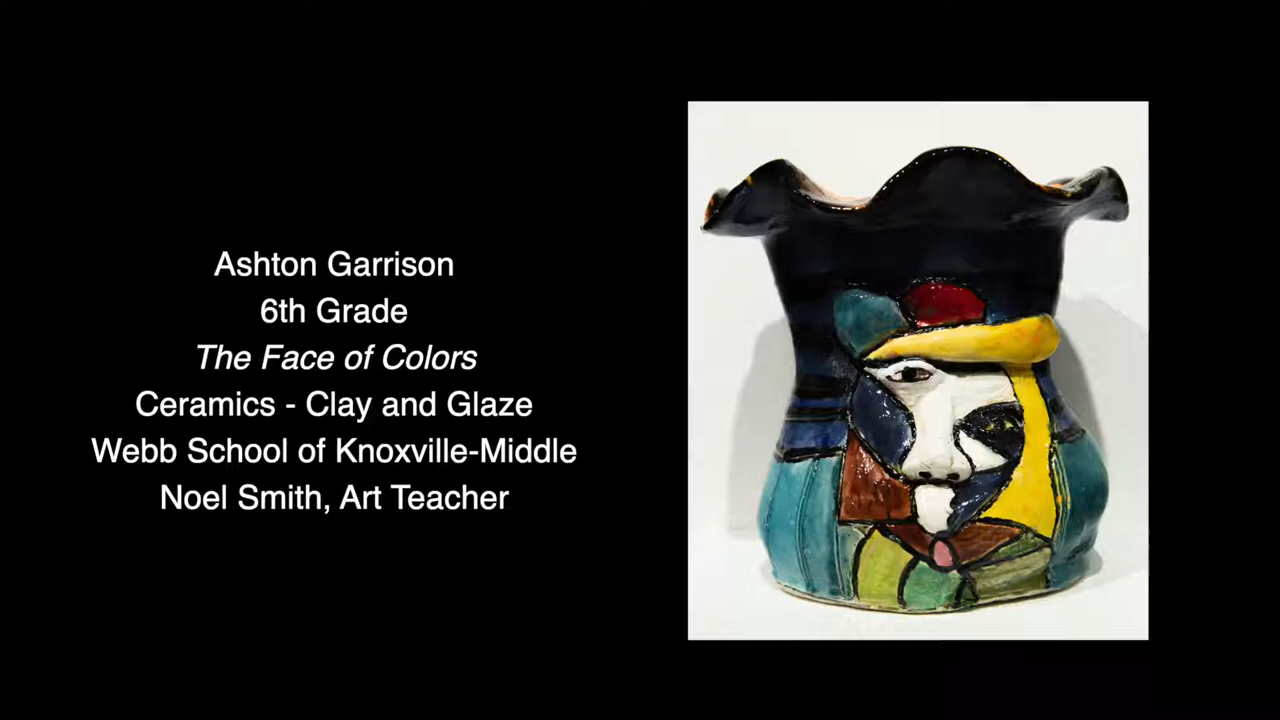 Ashton Garrison
6th Grade
The Face of Colors
Ceramics - Clay and Glaze
Webb School of Knoxville-Middle
Noel Smith, Art Teacher